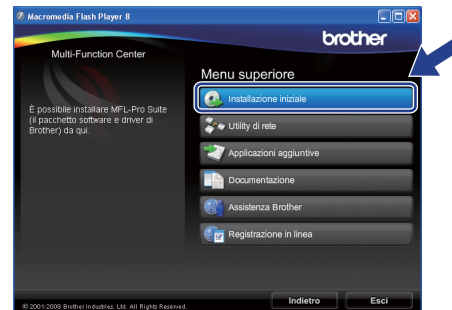 Macromedia Flash Player 8
brother
Multi-Function Center
Menu superiore
Installazione iniziale
È possibile installare MFL-Pro Suite
(il pacchetto software e driver di
Brother) da qui.
Utility di rete
Applicazioni aggiuntive
Documentazione
Assistenza Brother
Registrazione in linea
Indietro
Esci
© 2001-2008 Brother Industries, Ltd. All Rights Reserved.